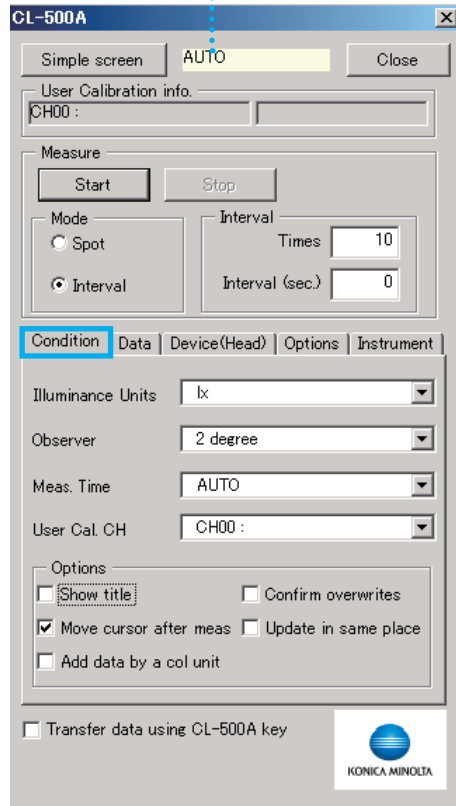 CL-500A
Simple screen AUTO Close
User Calibration info.
CH00 :
Measure
Start Stop
Mode Interval
Spot Times 10
Interval Interval (sec.) 0
Condition Data Device(Head) Options Instrument
Illuminance Units lx
Observer 2 degree
Meas. Time AUTO
User Cal. CH CH00 :
Options
Show title Confirm overwrites
Move cursor after meas Update in same place
Add data by a col unit
Transfer data using CL-500A key
KONICA MINOLTA